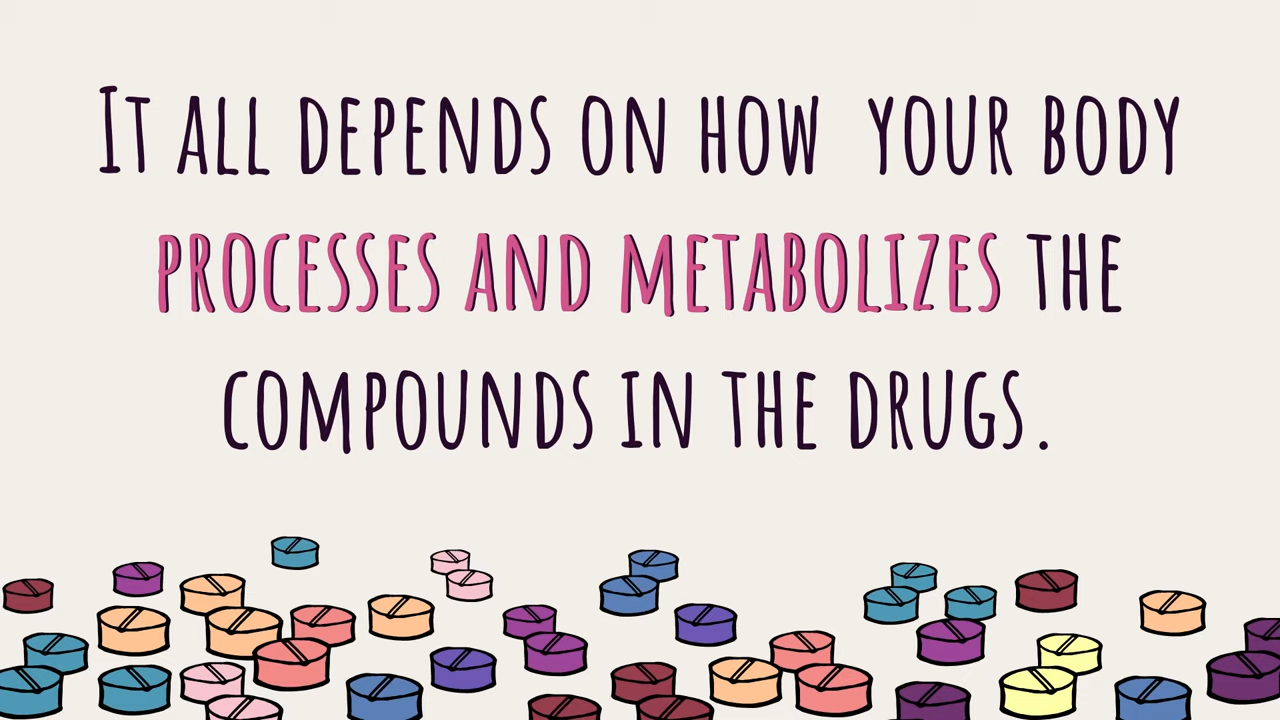 It all depends on how your body
processes and metabolizes the
compounds in the drugs.